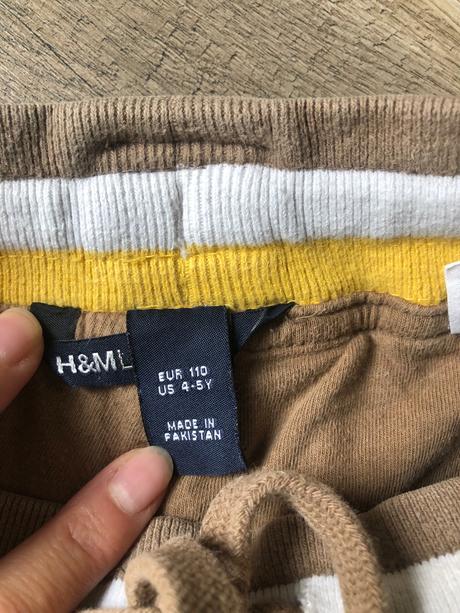 H&M L
EUR 110
US 4-5Y
MADE IN
PAKISTAN